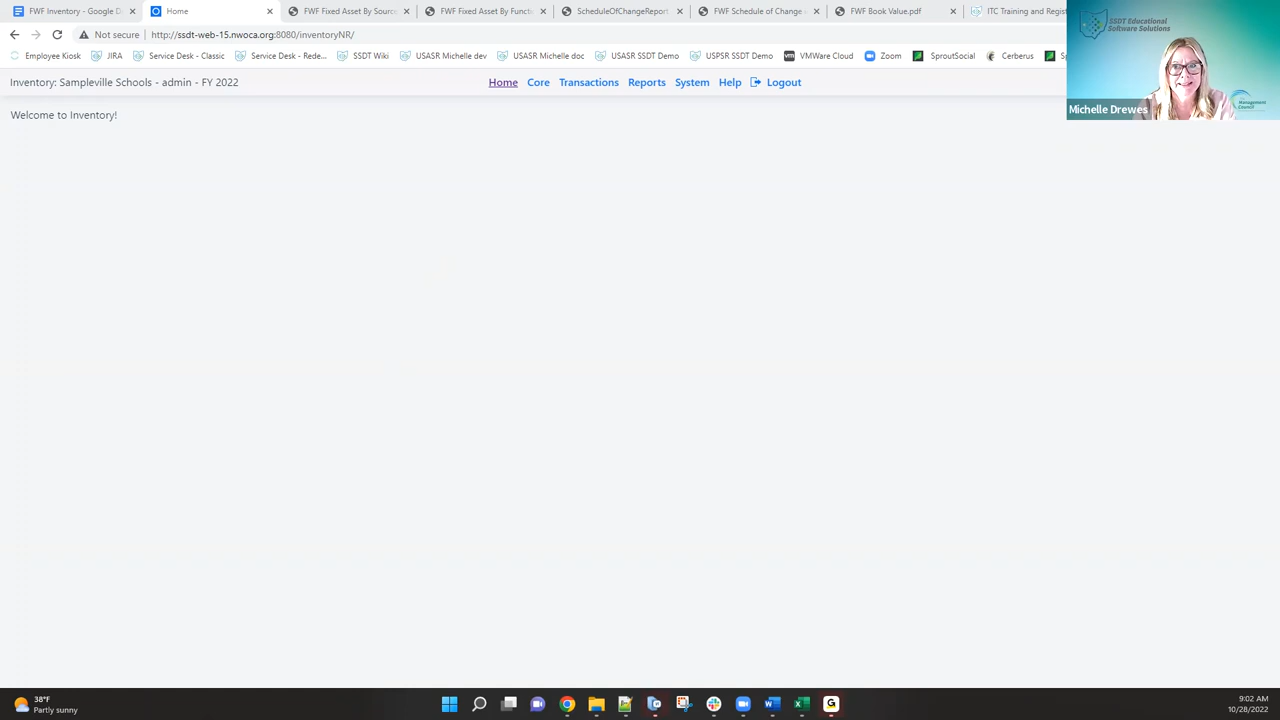 FWF Inventory - Google D
Home
FWF Fixed Asset By Sourc
FWF Fixed Asset By Functi
ScheduleOfChangeReport
FWF Schedule of Change -
FWF Book Value.pdf
ITC Training and Regist
Not secure
http://ssdt-web-15.nwoca.org:8080/inventoryNR/
Employee Kiosk
JIRA
Service Desk - Classic
Service Desk - Rede...
SSDT Wiki
USASR Michelle dev
USASR Michelle doc
USASR SSDT Demo
USPSR SSDT Demo
VMWare Cloud
Zoom
SproutSocial
Cerberus
Inventory: Sampleville Schools - admin - FY 2022
Home
Core
Transactions
Reports
System
Help
Logout
Welcome to Inventory!
SSDT Educational
Software Solutions
Management
Council
Michelle Drewes
38°F
Partly sunny
9:02 AM
10/28/2022